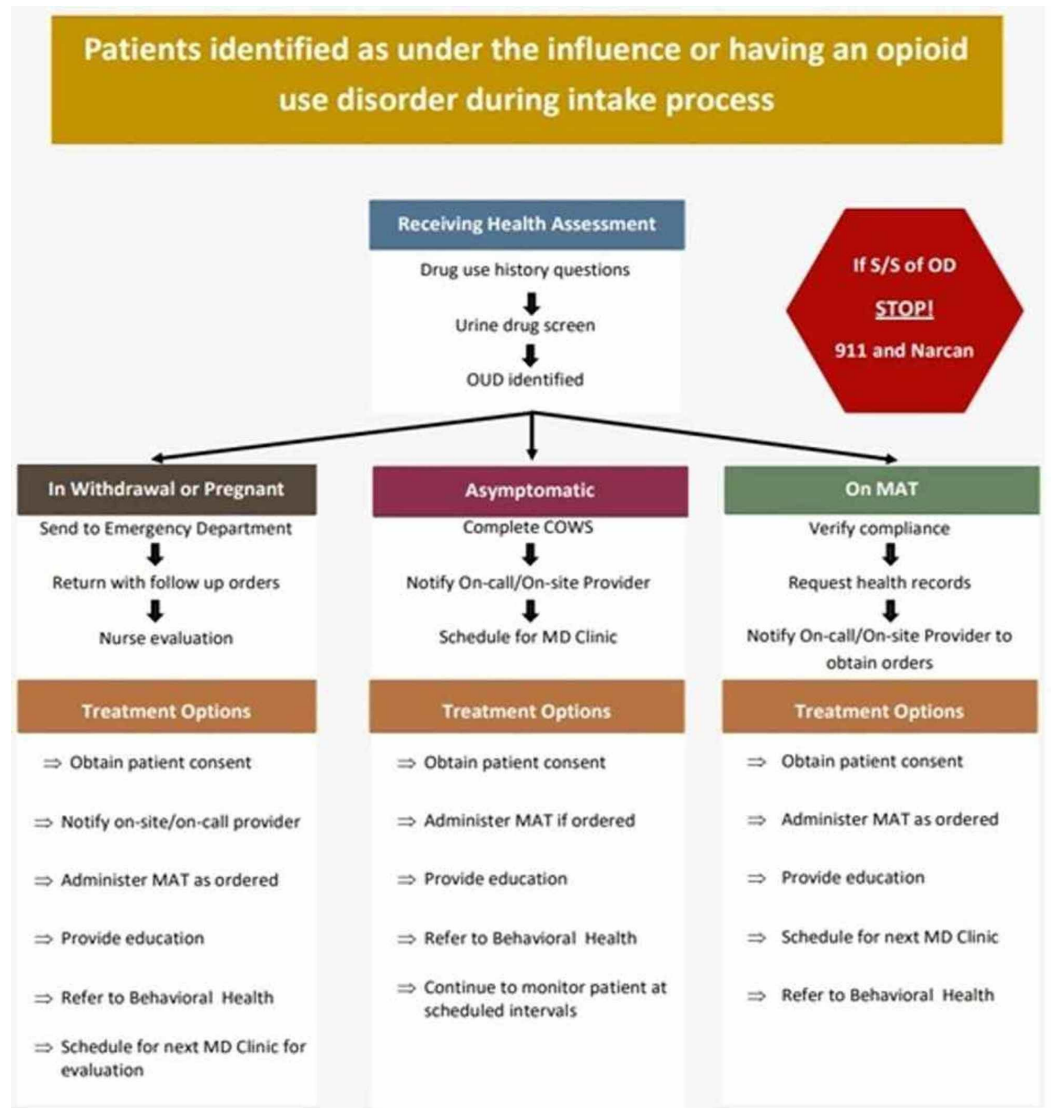 Patients identified as under the influence or having an opioid
use disorder during intake process
Receiving Health Assessment
Drug use history questions
Urine drug screen
OUD identified
If S/S of OD
STOP!
911 and Narcan
In Withdrawal or Pregnant
Send to Emergency Department
Return with follow up orders
Nurse evaluation
Treatment Options
⇒ Obtain patient consent
⇒ Notify on-site/on-call provider
⇒ Administer MAT as ordered
⇒ Provide education
⇒ Refer to Behavioral Health
⇒ Schedule for next MD Clinic for
evaluation
Asymptomatic
Complete COWS
Notify On-call/On-site Provider
Schedule for MD Clinic
Treatment Options
⇒ Obtain patient consent
⇒ Administer MAT if ordered
⇒ Provide education
⇒ Refer to Behavioral Health
⇒ Continue to monitor patient at
scheduled intervals
On MAT
Verify compliance
Request health records
Notify On-call/On-site Provider to
obtain orders
Treatment Options
⇒ Obtain patient consent
⇒ Administer MAT as ordered
⇒ Provide education
⇒ Schedule for next MD Clinic
⇒ Refer to Behavioral Health